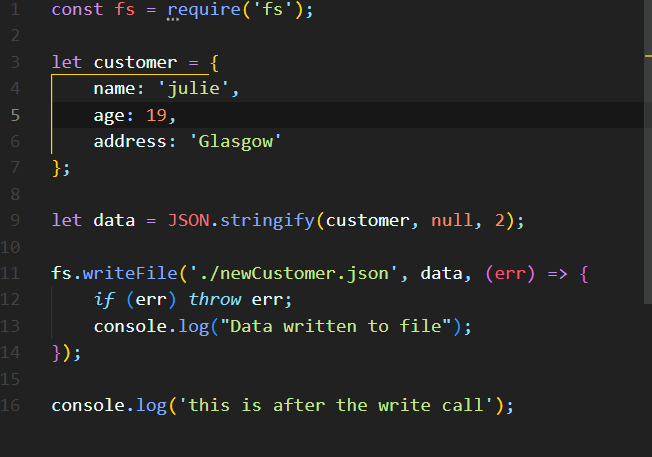 1 const fs = require('fs');
2
3 let customer = {
4     name: 'julie',
5     age: 19,
6     address: 'Glasgow'
7 };
8
9 let data = JSON.stringify(customer, null, 2);
10
11 fs.writeFile('./newCustomer.json', data, (err) => {
12     if (err) throw err;
13     console.log("Data written to file");
14 });
15
16 console.log('this is after the write call');